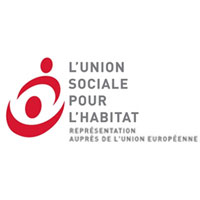 L'UNION
SOCIALE
POUR
L'HABITAT
REPRÉSENTATION
AUPRÈS DE L'UNION EUROPÉENNE